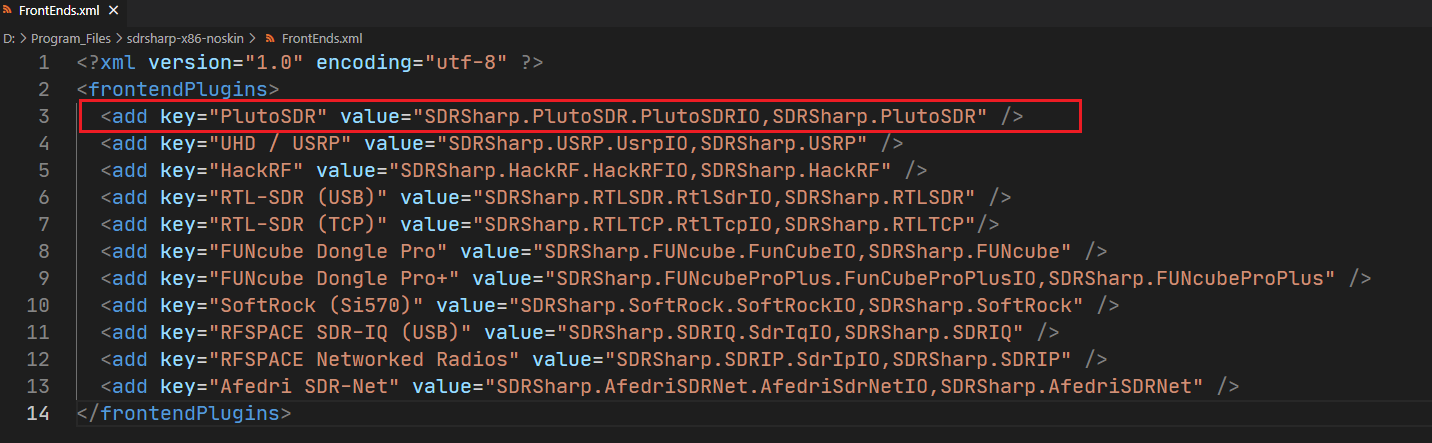 FrontEnds.xml
D: > Program_Files > sdrsharp-x86-noskin > FrontEnds.xml
1 <?xml version="1.0" encoding="utf-8" ?>
2 <frontendPlugins>
3 <add key="PlutoSDR" value="SDRSharp.PlutoSDR.PlutoSDRIO,SDRSharp.PlutoSDR" />
4 <add key="UHD / USRP" value="SDRSharp.USRP.UsrpIO,SDRSharp.USRP" />
5 <add key="HackRF" value="SDRSharp.HackRF.HackRFIO,SDRSharp.HackRF" />
6 <add key="RTL-SDR (USB)" value="SDRSharp.RTLSDR.RtlSdrIO,SDRSharp.RTLSDR" />
7 <add key="RTL-SDR (TCP)" value="SDRSharp.RTLTCP.RtlTcpIO,SDRSharp.RTLTCP"/>
8 <add key="FUNcube Dongle Pro" value="SDRSharp.FUNcube.FunCubeIO,SDRSharp.FUNcube" />
9 <add key="FUNcube Dongle Pro+" value="SDRSharp.FUNcubeProPlus.FunCubeProPlusIO,SDRSharp.FUNcubeProPlus" />
10 <add key="SoftRock (Si570)" value="SDRSharp.SoftRock.SoftRockIO,SDRSharp.SoftRock" />
11 <add key="RFSPACE SDR-IQ (USB)" value="SDRSharp.SDRIQ.SdrIqIO,SDRSharp.SDRIQ" />
12 <add key="RFSPACE Networked Radios" value="SDRSharp.SDRIP.SdrIpIO,SDRSharp.SDRIP" />
13 <add key="Afedri SDR-Net" value="SDRSharp.AfedriSDRNet.AfedriSdrNetIO,SDRSharp.AfedriSDRNet" />
14 </frontendPlugins>